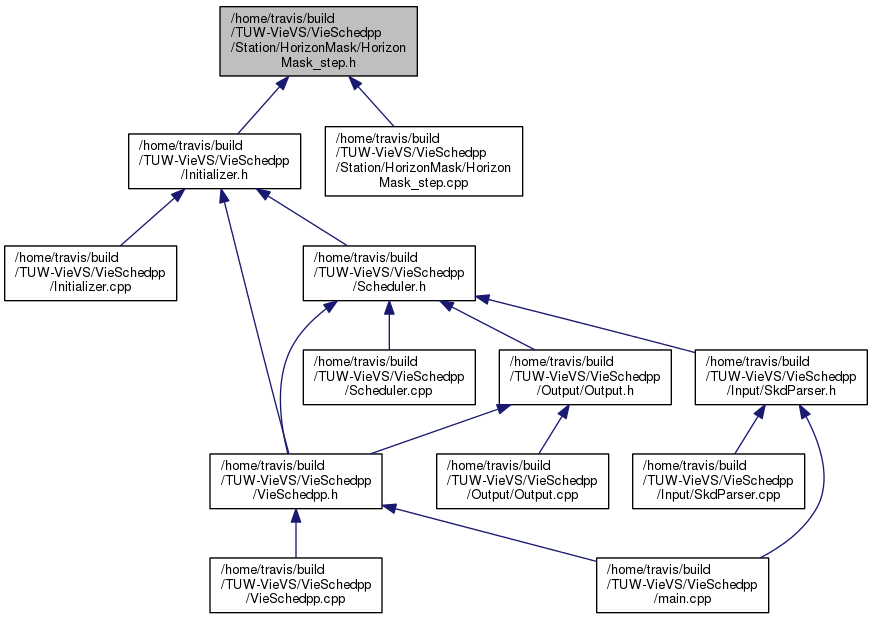 /home/travis/build
/TUW-VieVS/VieSchedpp
/Station/HorizonMask/Horizon
Mask_step.h
/home/travis/build
/TUW-VieVS/VieSchedpp
/Initializer.h
/home/travis/build
/TUW-VieVS/VieSchedpp
/Station/HorizonMask/Horizon
Mask_step.cpp
/home/travis/build
/TUW-VieVS/VieSchedpp
/Initializer.cpp
/home/travis/build
/TUW-VieVS/VieSchedpp
/Scheduler.h
/home/travis/build
/TUW-VieVS/VieSchedpp
/Scheduler.cpp
/home/travis/build
/TUW-VieVS/VieSchedpp
/Output/Output.h
/home/travis/build
/TUW-VieVS/VieSchedpp
/Input/SkdParser.h
/home/travis/build
/TUW-VieVS/VieSchedpp
/VieSchedpp.h
/home/travis/build
/TUW-VieVS/VieSchedpp
/Output/Output.cpp
/home/travis/build
/TUW-VieVS/VieSchedpp
/Input/SkdParser.cpp
/home/travis/build
/TUW-VieVS/VieSchedpp
/VieSchedpp.cpp
/home/travis/build
/TUW-VieVS/VieSchedpp
/main.cpp